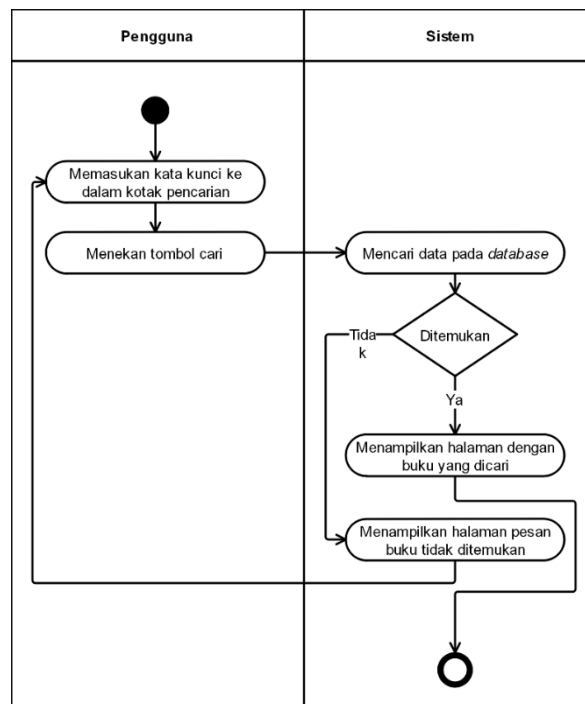 Pengguna
Sistem
Memasukan kata kunci ke
dalam kotak pencarian
Menekan tombol cari
Mencari data pada database
Ditemukan
Tida
k
Ya
Menampilkan halaman dengan
buku yang dicari
Menampilkan halaman pesan
buku tidak ditemukan